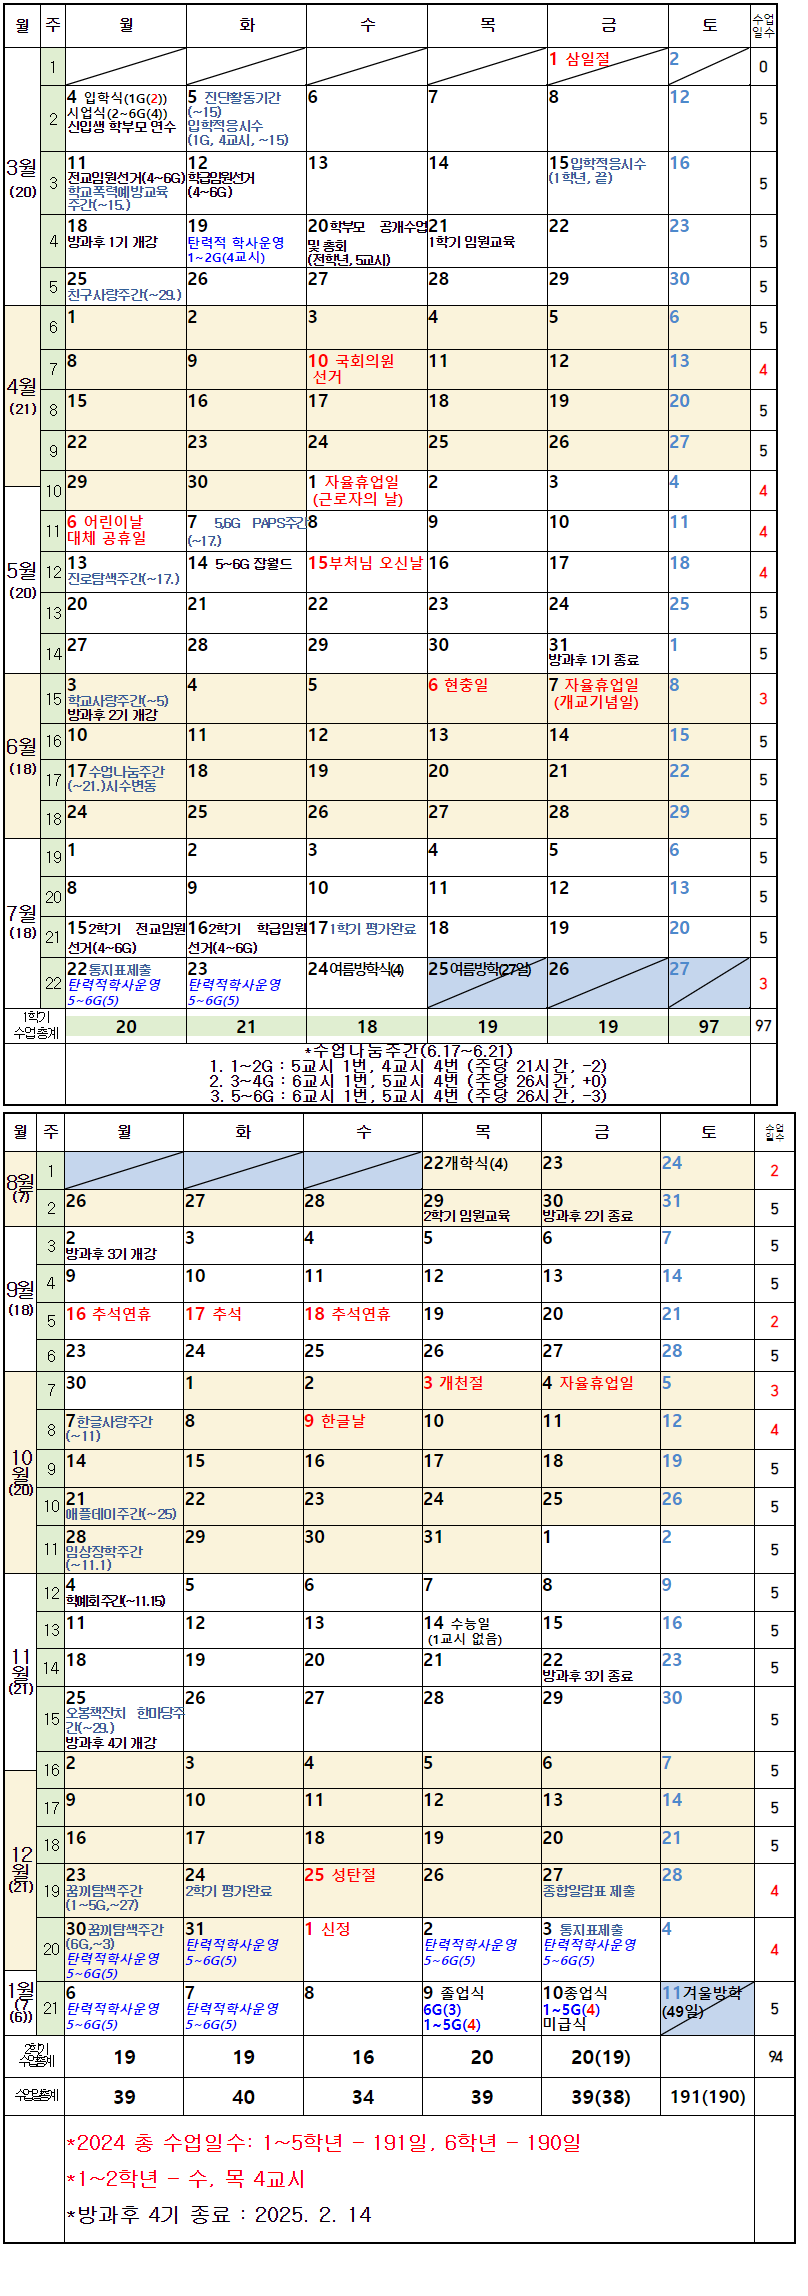 월 주 월 화 수 목 금 토 수업
일수
1 1 삼일절 2 0
3월
(20)
2 4 입학식(1G(2)) 5 진단활동기간 6 7 8 12 5
시업식(2~6G(4)) (~15)
신입생 학부모 연수 입학적응시수
(1G, 4교시, ~15)
3 11 12 13 14 15입학적응시수 16 5
전교임원선거(4~6G) 학급임원선거 (1학년, 끝)
학교폭력예방교육 (4~6G)
주간(~15.)
4 18 19 20학부모 공개수업 21 22 23 5
방과후 1기 개강 탄력적 학사운영 및 총회 1학기 임원교육
1~2G(4교시) (전학년, 5교시)
5 25 26 27 28 29 30 5
친구사랑주간(~29.)
4월
(21)
6 1 2 3 4 5 6 5
7 8 9 10 국회의원 11 12 13 4
선거
8 15 16 17 18 19 20 5
9 22 23 24 25 26 27 5
10 29 30 1 자율휴업일 2 3 4 4
(근로자의 날)
5월
(20)
11 6 어린이날 7 5,6G PAPS주간 8 9 10 11 4
대체 공휴일 (~17.)
12 13 14 5~6G 잡월드 15부처님 오신날 16 17 18 4
진로탐색주간(~17.)
13 20 21 22 23 24 25 5
14 27 28 29 30 31 1 5
방과후 1기 종료
6월
(18)
15 3 4 5 6 현충일 7 자율휴업일 8 3
학교사랑주간(~5) (개교기념일)
방과후 2기 개강
16 10 11 12 13 14 15 5
17 17수업나눔주간 18 19 20 21 22 5
(~21.)시수변동
18 24 25 26 27 28 29 5
7월
(18)
19 1 2 3 4 5 6 5
20 8 9 10 11 12 13 5
21 152학기 전교임원 162학기 학급임원 171학기 평가완료 18 19 20 5
선거(4~6G) 선거(4~6G)
22 22통지표제출 23 24여름방학식(4) 25여름방학(27일) 26 27 3
탄력적학사운영 탄력적학사운영
5~6G(5) 5~6G(5)
1학기
수업총계 20 21 18 19 19 97 97
*수업나눔주간(6.17~6.21)
1. 1~2G : 5교시 1번, 4교시 4번 (주당 21시간, -2)
2. 3~4G : 6교시 1번, 5교시 4번 (주당 26시간, +0)
3. 5~6G : 6교시 1번, 5교시 4번 (주당 26시간, -3)
월 주 월 화 수 목 금 토 수업
일수
8월
(7)
1 22개학식(4) 23 24 2
2 26 27 28 29 30 31 5
2학기 임원교육 방과후 2기 종료
9월
(18)
3 2 3 4 5 6 7 5
방과후 3기 개강
4 9 10 11 12 13 14 5
5 16 추석연휴 17 추석 18 추석연휴 19 20 21 2
6 23 24 25 26 27 28 5
10
월
(20)
7 30 1 2 3 개천절 4 자율휴업일 5 3
8 7한글사랑주간 8 9 한글날 10 11 12 4
(~11)
9 14 15 16 17 18 19 5
10 21 22 23 24 25 26 5
애플데이주간(~25)
11 28 29 30 31 1 2 5
임상장학주간
(~11.1)
11
월
(21)
12 4 5 6 7 8 9 5
학예회주간(~11.15)
13 11 12 13 14 수능일 15 16 5
(1교시 없음)
14 18 19 20 21 22 23 5
방과후 3기 종료
15 25 26 27 28 29 30 5
오봉책잔치 한마당주
간(~29.)
방과후 4기 개강
12
월
(21)
16 2 3 4 5 6 7 5
17 9 10 11 12 13 14 5
18 16 17 18 19 20 21 5
19 23 24 25 성탄절 26 27 28 4
꿈끼탐색주간 2학기 평가완료 종합일람표 제출
(1~5G,~27)
20 30꿈끼탐색주간 31 1 신정 2 3 통지표제출 4 4
(6G,~3) 탄력적학사운영 탄력적학사운영 탄력적학사운영
탄력적학사운영 5~6G(5) 5~6G(5) 5~6G(5)
5~6G(5)
1월
(7
(6))
21 6 7 8 9 졸업식 10종업식 11겨울방학 5
탄력적학사운영 탄력적학사운영 6G(3) 1~5G(4) (49일)
5~6G(5) 5~6G(5) 1~5G(4) 미급식
2학기
수업총계 19 19 16 20 20(19) 94
수업일총계 39 40 34 39 39(38) 191(190)
*2024 총 수업일수: 1~5학년 - 191일, 6학년 - 190일
*1~2학년 - 수, 목 4교시
*방과후 4기 종료 : 2025. 2. 14